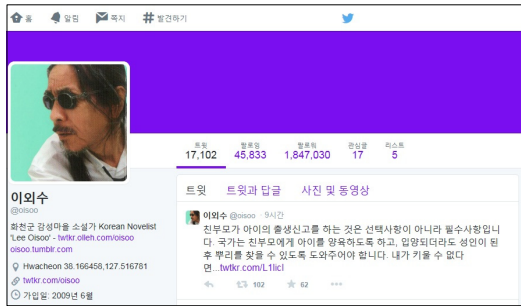 홈 알림 쪽지 발견하기
트윗 팔로잉 팔로워 관심글 리스트
17,102 45,833 1,847,030 17 5
이외수
@oisoo
화천군 감성마을 소설가 Korean Novelist
'Lee Oisoo' - twtkr.olleh.com/oisoo
oisoo.tumblr.com
Hwacheon 38.166458,127.516781
twtkr.com/oisoo
가입일: 2009년 6월
트윗 트윗과 답글 사진 및 동영상
이외수 @oisoo · 9시간
친부모가 아이의 출생신고를 하는 것은 선택사항이 아니라 필수사항입니
다. 국가는 친부모에게 아이를 양육하도록 하고, 입양되더라도 성인이 된
후 뿌리를 찾을 수 있도록 도와주어야 합니다. 내가 키울 수 없다
면...twtkr.com/L1licI
102 62